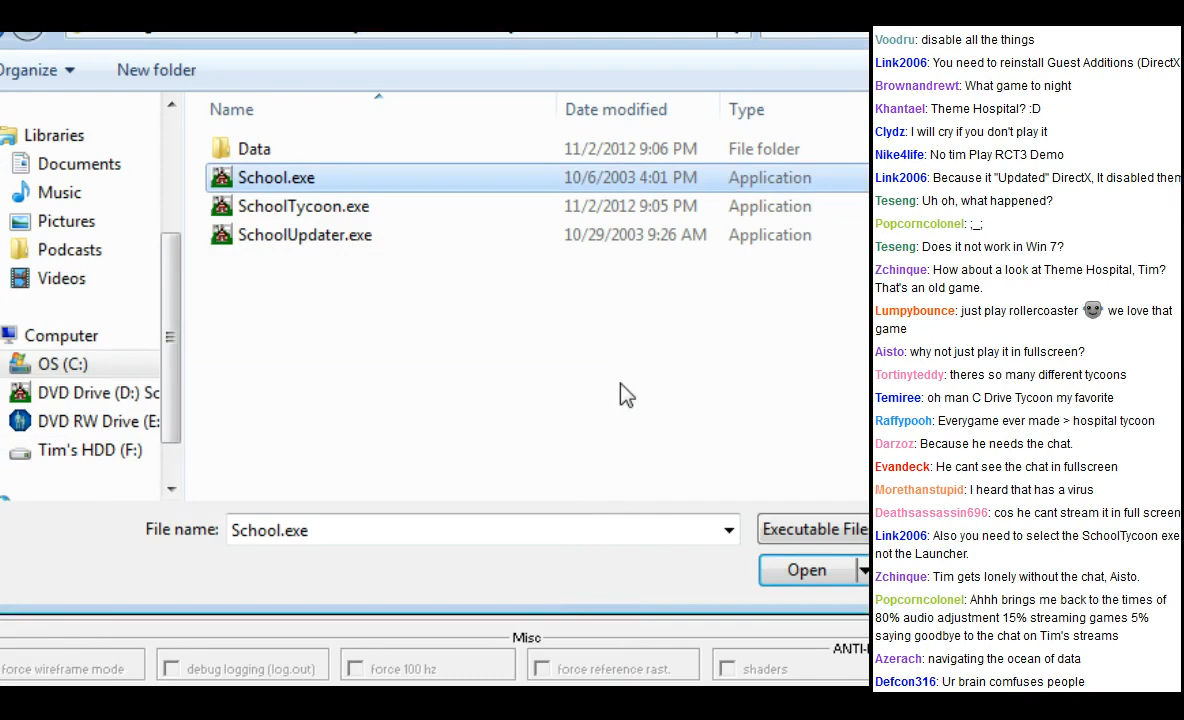 Organize
New folder
Name
Date modified
Type
Libraries
Documents
Music
Pictures
Podcasts
Videos
Computer
OS (C:)
DVD Drive (D:) Sc
DVD RW Drive (E:
Tim's HDD (F:)
Data 11/2/2012 9:06 PM File folder
School.exe 10/6/2003 4:01 PM Application
SchoolTycoon.exe 11/2/2012 9:05 PM Application
SchoolUpdater.exe 10/29/2003 9:26 AM Application
File name: School.exe Executable File
Open
Misc
ANTI-
force wireframe mode
debug logging (log.out)
force 100 hz
force reference rast.
shaders
Voodru: disable all the things
Link2006: You need to reinstall Guest Additions (DirectX
Brownandrewt: What game to night
Khantael: Theme Hospital? :D
Clydz: I will cry if you don't play it
Nike4life: No tim Play RCT3 Demo
Link2006: Because it "Updated" DirectX, It disabled them
Teseng: Uh oh, what happened?
Popcorncolonel: ;_;
Teseng: Does it not work in Win 7?
Zchinque: How about a look at Theme Hospital, Tim?
That's an old game.
Lumpybounce: just play rollercoaster we love that
game
Aisto: why not just play it in fullscreen?
Tortinyteddy: theres so many different tycoons
Temiree: oh man C Drive Tycoon my favorite
Raffypooh: Everygame ever made > hospital tycoon
Darzoz: Because he needs the chat.
Evandeck: He cant see the chat in fullscreen
Morethanstupid: I heard that has a virus
Deathsassassin696: cos he cant stream it in full screen
Link2006: Also you need to select the SchoolTycoon exe
not the Launcher.
Zchinque: Tim gets lonely without the chat, Aisto.
Popcorncolonel: Ahhh brings me back to the times of
80% audio adjustment 15% streaming games 5%
saying goodbye to the chat on Tim's streams
Azerach: navigating the ocean of data
Defcon316: Ur brain comfuses people